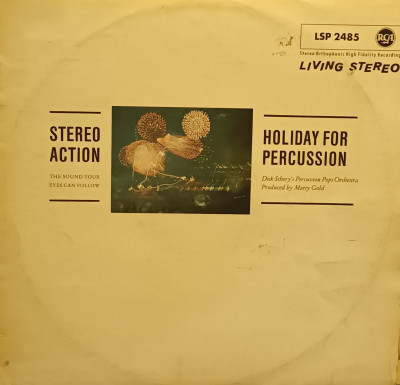 LSP 2485
RCA
Stereo Orthophonic High Fidelity Recording
LIVING STEREO
STEREO
ACTION
THE SOUND YOUR
EYES CAN FOLLOW
HOLIDAY FOR
PERCUSSION
Dick Schory's Percussion Pops Orchestra
Produced by Marty Gold